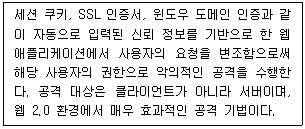 세션 쿠키, SSL 인증서, 윈도우 도메인 인증과 같
이 자동으로 입력된 신뢰 정보를 기반으로 한 웹
애플리케이션에서 사용자의 요청을 변조함으로써
해당 사용자의 권한으로 악의적인 공격을 수행한
다. 공격 대상은 클라이언트가 아니라 서버이며,
웹 2.0 환경에서 매우 효과적인 공격 기법이다.